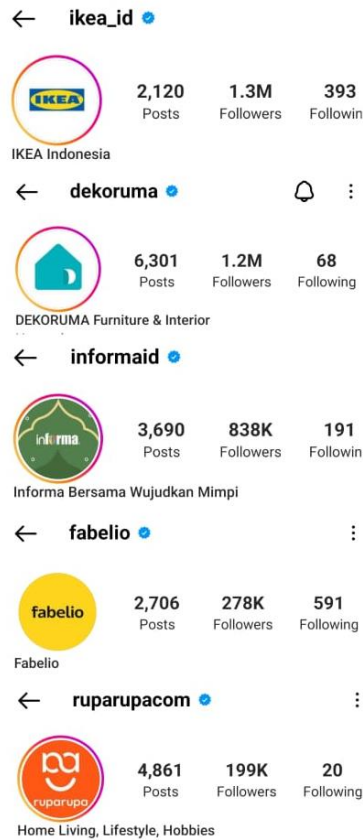 ikea_id
IKEA
2,120 1.3M 393
Posts Followers Followin
IKEA Indonesia
dekoruma
6,301 1.2M 68
Posts Followers Following
DEKORUMA Furniture & Interior
informaid
informa
3,690 838K 191
Posts Followers Followin
Informa Bersama Wujudkan Mimpi
fabelio
fabelio
2,706 278K 591
Posts Followers Following
Fabelio
ruparupacom
ruparupa
4,861 199K 20
Posts Followers Following
Home Living, Lifestyle, Hobbies